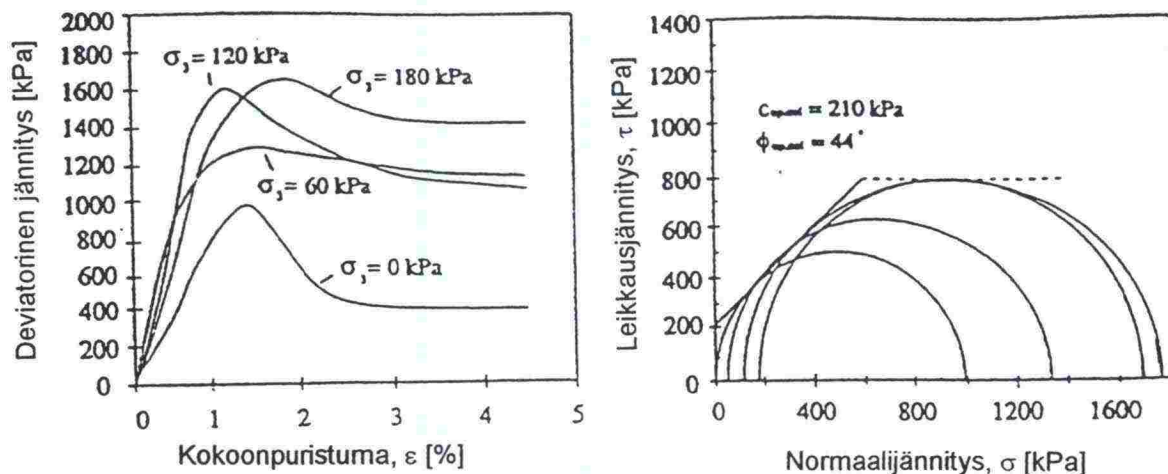 Deviatorinen jännitys [kPa]
2000
1800
1600
1400
1200
1000
800
600
400
200
0
σ₃ = 120 kPa
σ₃ = 180 kPa
σ₃ = 60 kPa
σ₃ = 0 kPa
0 1 2 3 4 5
Kokoonpuristuma, ε [%]
Leikkausjännitys, τ [kPa]
1400
1200
1000
800
600
400
200
0
= 210 kPa
= 44°
0 400 800 1200 1600
Normaalijännitys, σ [kPa]